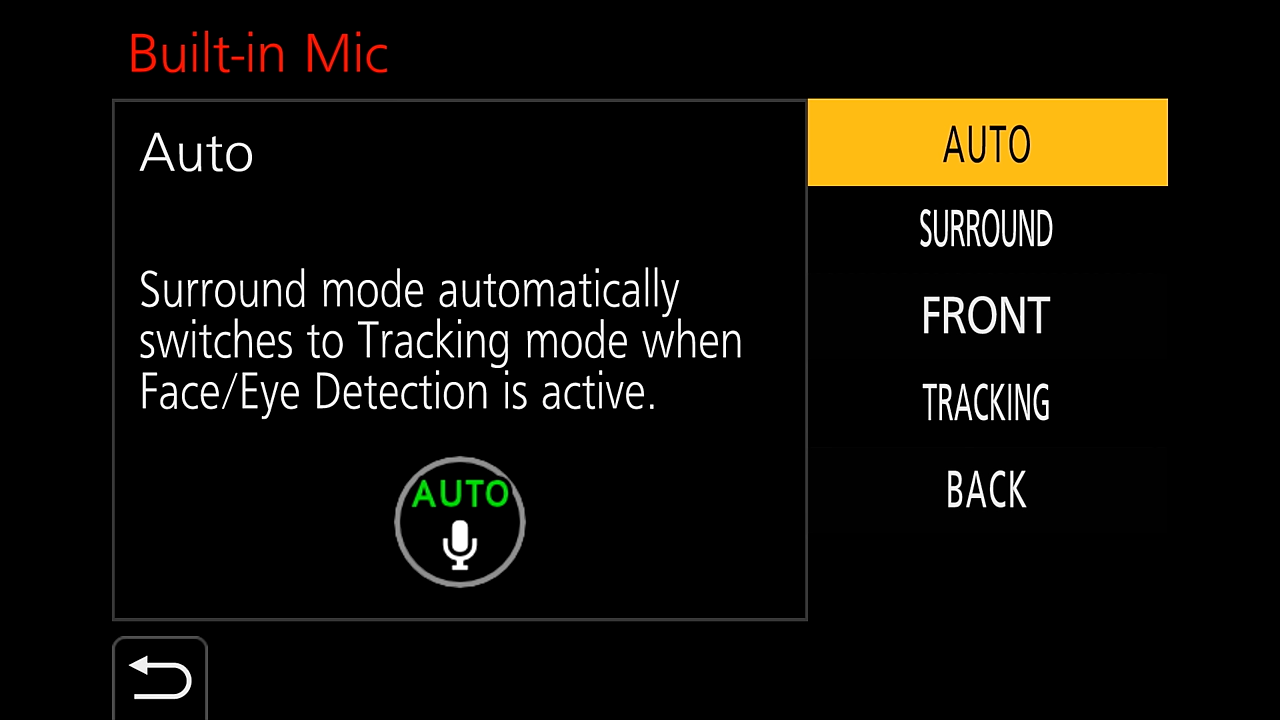 Built-in Mic
Auto
Surround mode automatically
switches to Tracking mode when
Face/Eye Detection is active.
AUTO
AUTO
SURROUND
FRONT
TRACKING
BACK